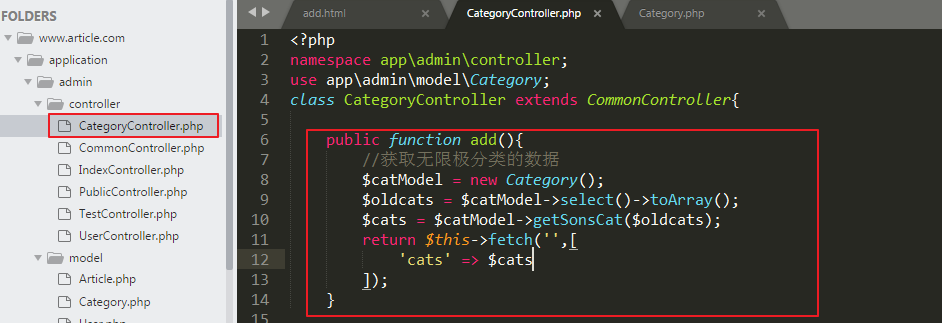 FOLDERS
www.article.com
application
admin
controller
CategoryController.php
CommonController.php
IndexController.php
PublicController.php
TestController.php
UserController.php
model
Article.php
Category.php
User.php
add.html
CategoryController.php
Category.php
1 <?php
2 namespace app\admin\controller;
3 use app\admin\model\Category;
4 class CategoryController extends CommonController{
5
6 public function add(){
7 //获取无限极分类的数据
8 $catModel = new Category();
9 $oldcats = $catModel->select()->toArray();
10 $cats = $catModel->getSonsCat($oldcats);
11 return $this->fetch('',[
12 'cats' => $cats
13 ]);
14 }
15